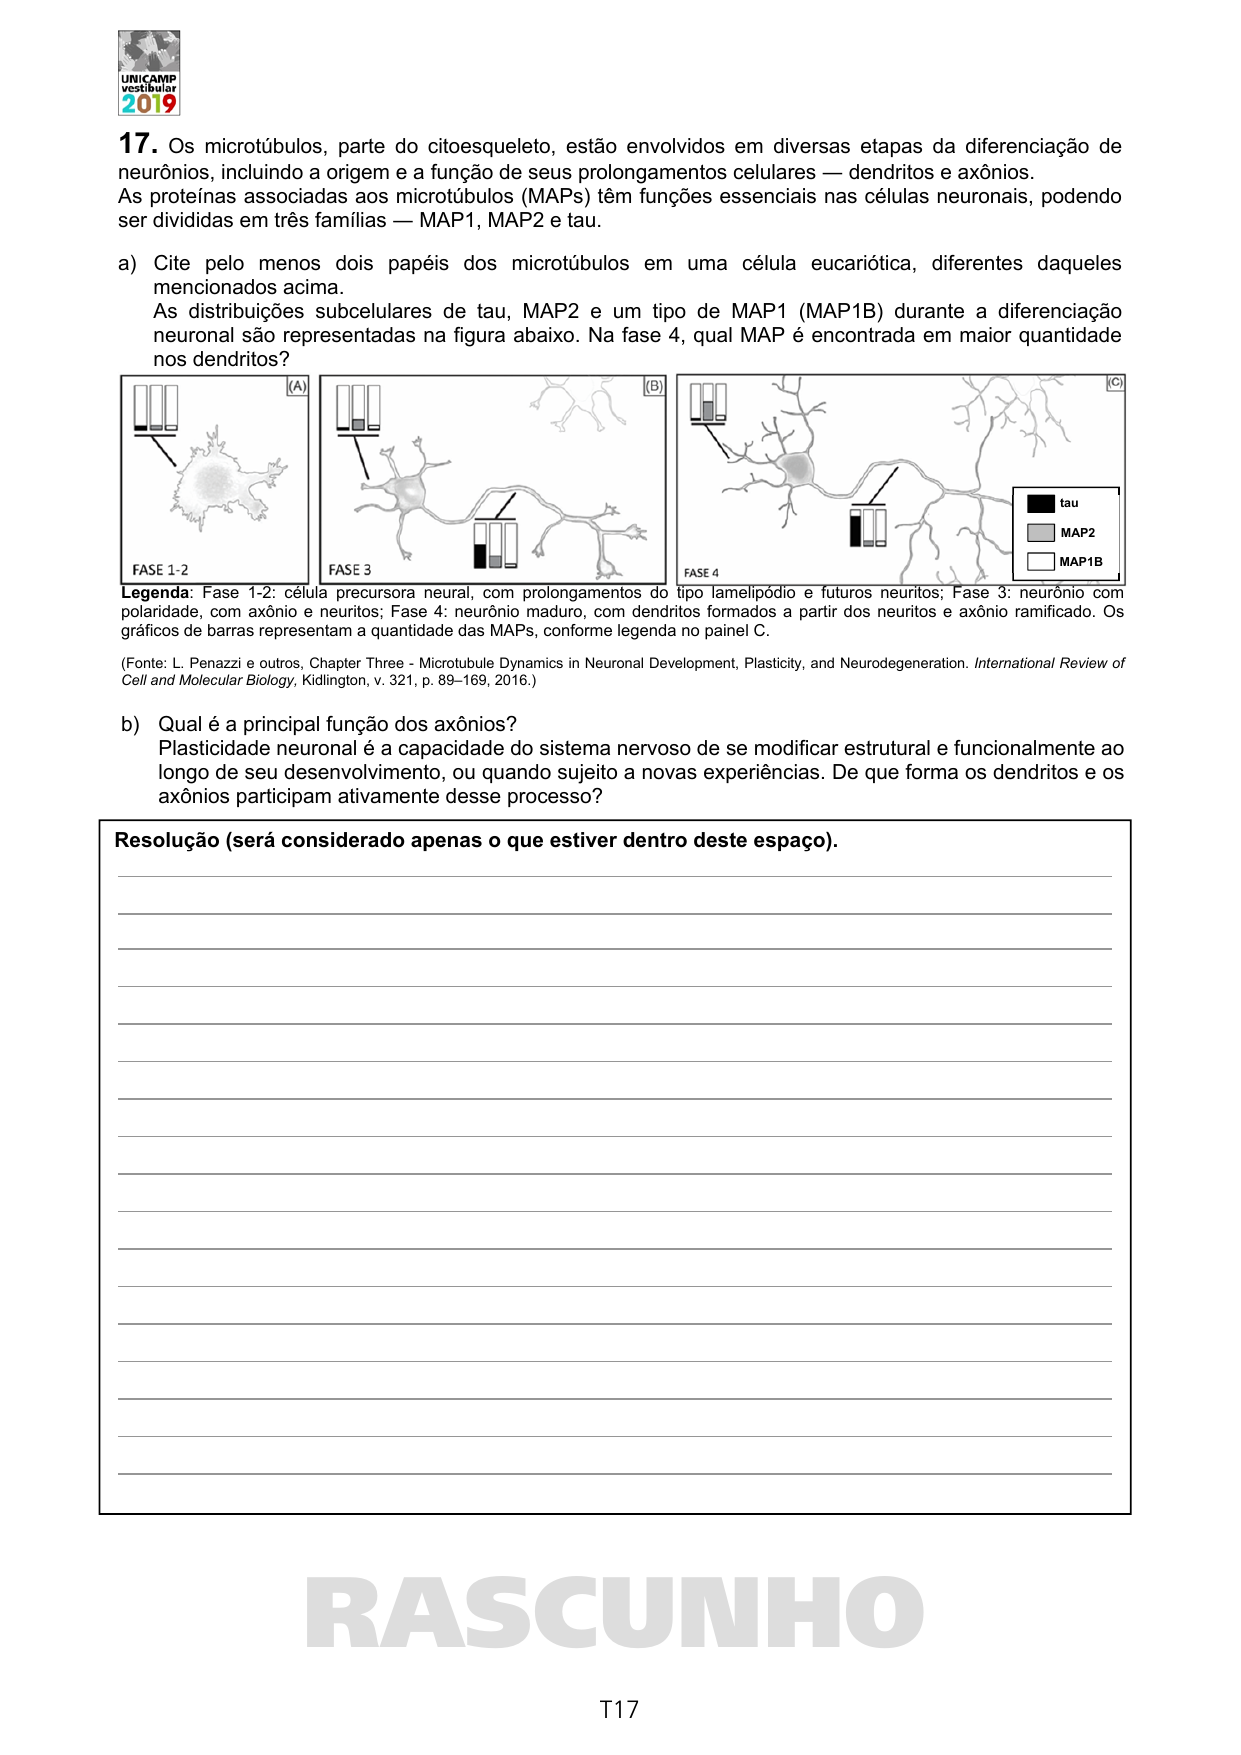 UNICAMP
vestibular
2019
17. Os microtúbulos, parte do citoesqueleto, estão envolvidos em diversas etapas da diferenciação de
neurônios, incluindo a origem e a função de seus prolongamentos celulares — dendritos e axônios.
As proteínas associadas aos microtúbulos (MAPs) têm funções essenciais nas células neuronais, podendo
ser divididas em três famílias — MAP1, MAP2 e tau.
a) Cite pelo menos dois papéis dos microtúbulos em uma célula eucariótica, diferentes daqueles
mencionados acima.
As distribuições subcelulares de tau, MAP2 e um tipo de MAP1 (MAP1B) durante a diferenciação
neuronal são representadas na figura abaixo. Na fase 4, qual MAP é encontrada em maior quantidade
nos dendritos?
(A)
FASE 1-2
(B)
FASE 3
(C)
tau
MAP2
MAP1B
FASE 4
Legenda: Fase 1-2: célula precursora neural, com prolongamentos do tipo lamelipódio e futuros neuritos; Fase 3: neurônio com
polaridade, com axônio e neuritos; Fase 4: neurônio maduro, com dendritos formados a partir dos neuritos e axônio ramificado. Os
gráficos de barras representam a quantidade das MAPs, conforme legenda no painel C.
(Fonte: L. Penazzi e outros, Chapter Three - Microtubule Dynamics in Neuronal Development, Plasticity, and Neurodegeneration. International Review of
Cell and Molecular Biology, Kidlington, v. 321, p. 89–169, 2016.)
b) Qual é a principal função dos axônios?
Plasticidade neuronal é a capacidade do sistema nervoso de se modificar estrutural e funcionalmente ao
longo de seu desenvolvimento, ou quando sujeito a novas experiências. De que forma os dendritos e os
axônios participam ativamente desse processo?
Resolução (será considerado apenas o que estiver dentro deste espaço).
RASCUNHO
T17